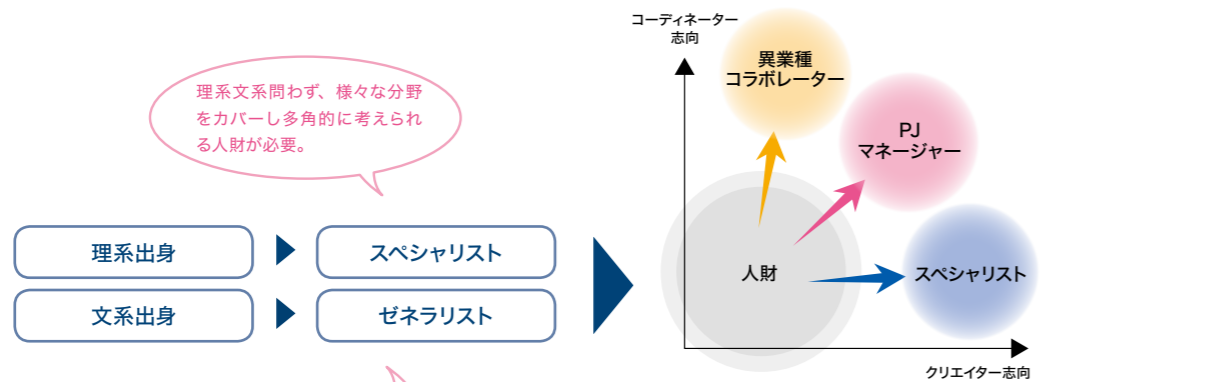 理系文系問わず、様々な分野
をカバーし多角的に考えられ
る人財が必要。
理系出身
スペシャリスト
文系出身
ゼネラリスト
コーディネーター
志向
異業種
コラボレーター
PJ
マネージャー
人財
スペシャリスト
クリエイター志向